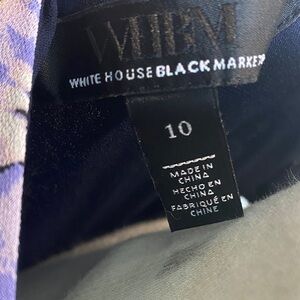 WHBM
WHITE HOUSE BLACK MARKET
10
MADE IN
CHINA
HECHO EN
CHINA
FABRIQUÉ EN
CHINE